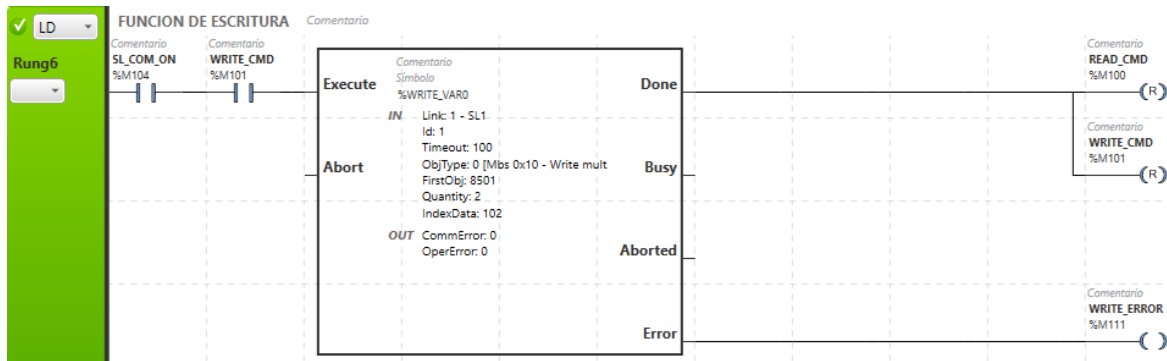 LD
FUNCION DE ESCRITURA Comentario
Rung6
Comentario
SL_COM_ON
%M104
Comentario
WRITE_CMD
%M101
Execute
Abort
Comentario
Símbolo
%WRITE_VAR0
IN Link: 1 - SL1
Id: 1
Timeout: 100
ObjType: 0 [Mbs 0x10 - Write mult
FirstObj: 8501
Quantity: 2
IndexData: 102
OUT CommError: 0
OperError: 0
Done
Busy
Aborted
Error
Comentario
READ_CMD
%M100
R
Comentario
WRITE_CMD
%M101
R
Comentario
WRITE_ERROR
%M111